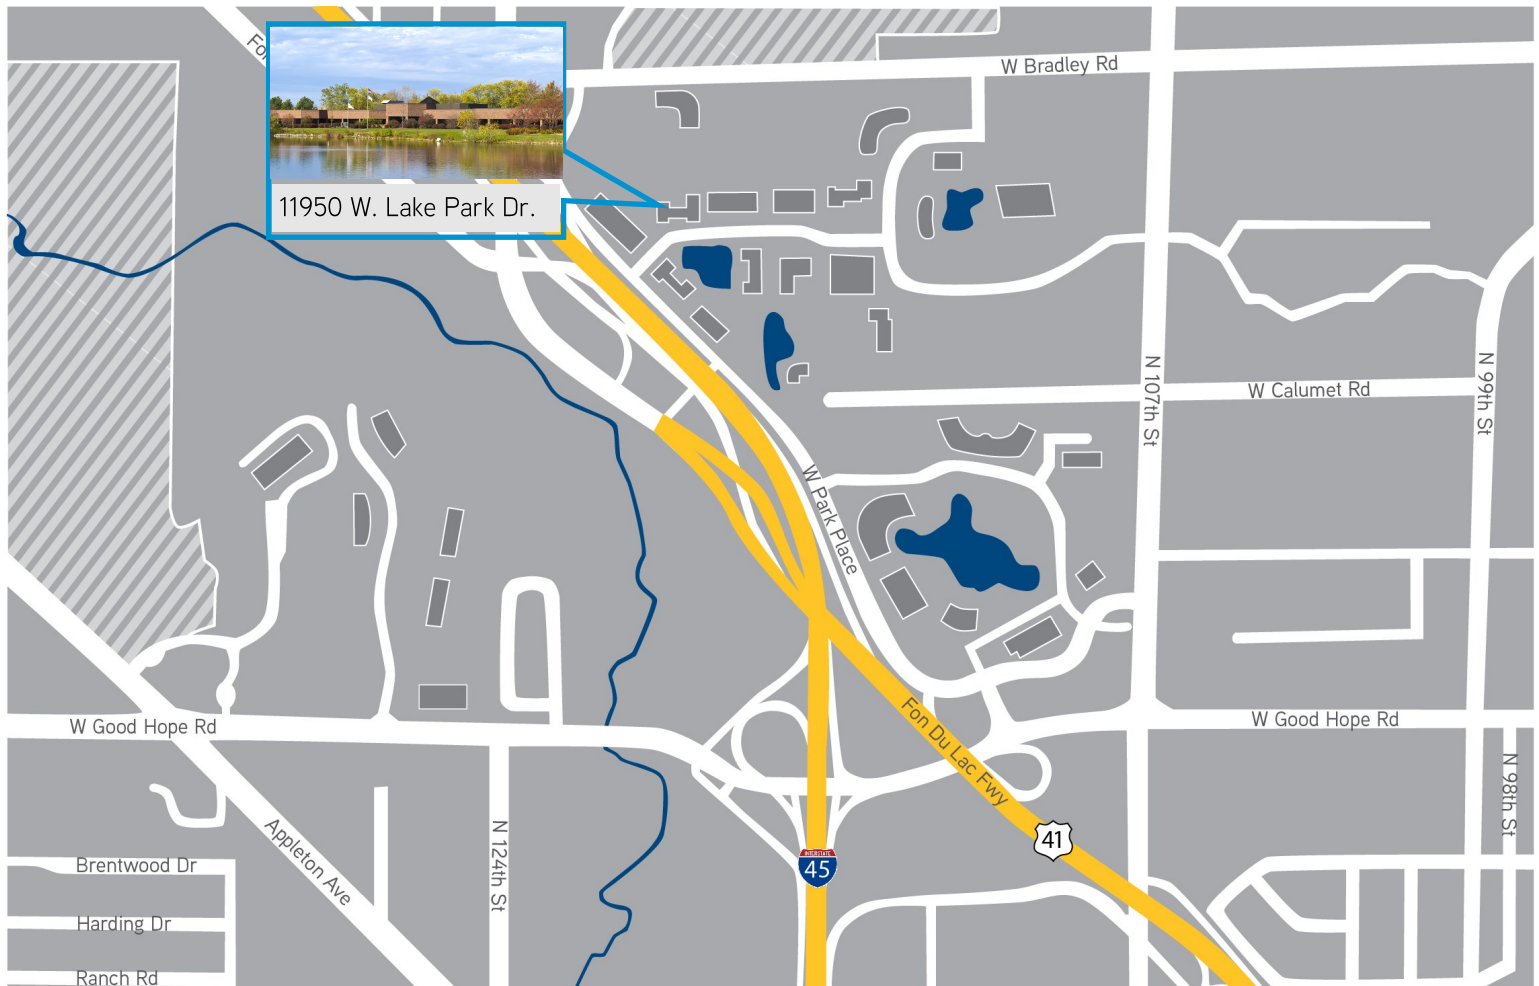 Fon
W Bradley Rd
11950 W. Lake Park Dr.
N 107th St
W Calumet Rd
N 99th St
W Park Place
W Good Hope Rd
Fon Du Lac Fwy
W Good Hope Rd
N 98th St
41
INTERSTATE
45
Appleton Ave
N 124th St
Brentwood Dr
Harding Dr
Ranch Rd